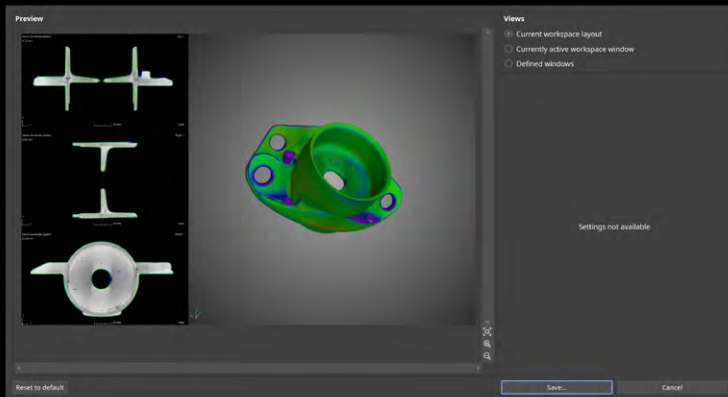 Preview
Views
Current workspace layout
Currently active workspace window
Defined windows
Settings not available
Reset to default
Save...
Cancel